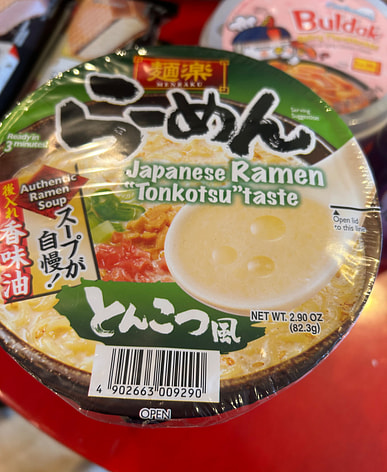 麺楽
MENRAKU
らーめん
Ready in
3 minutes
Serving
Suggestion
Japanese Ramen
"Tonkotsu" taste
Authentic
Ramen
Soup
スープが
自慢!
後入れ
香味油
Open lid
to this line
とんこつ風
NET WT. 2.90 OZ
(82.3g)
4 902663 009290
OPEN
Buldak